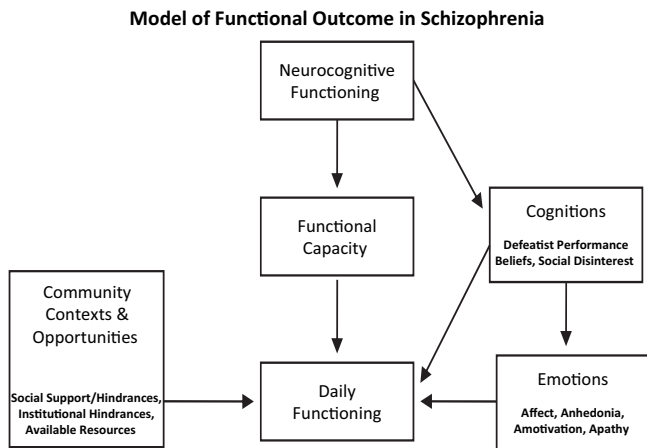 Model of Functional Outcome in Schizophrenia
Neurocognitive
Functioning
Functional
Capacity
Cognitions
Defeatist Performance
Beliefs, Social Disinterest
Community
Contexts &
Opportunities
Social Support/Hindrances,
Institutional Hindrances,
Available Resources
Daily
Functioning
Emotions
Affect, Anhedonia,
Amotivation, Apathy